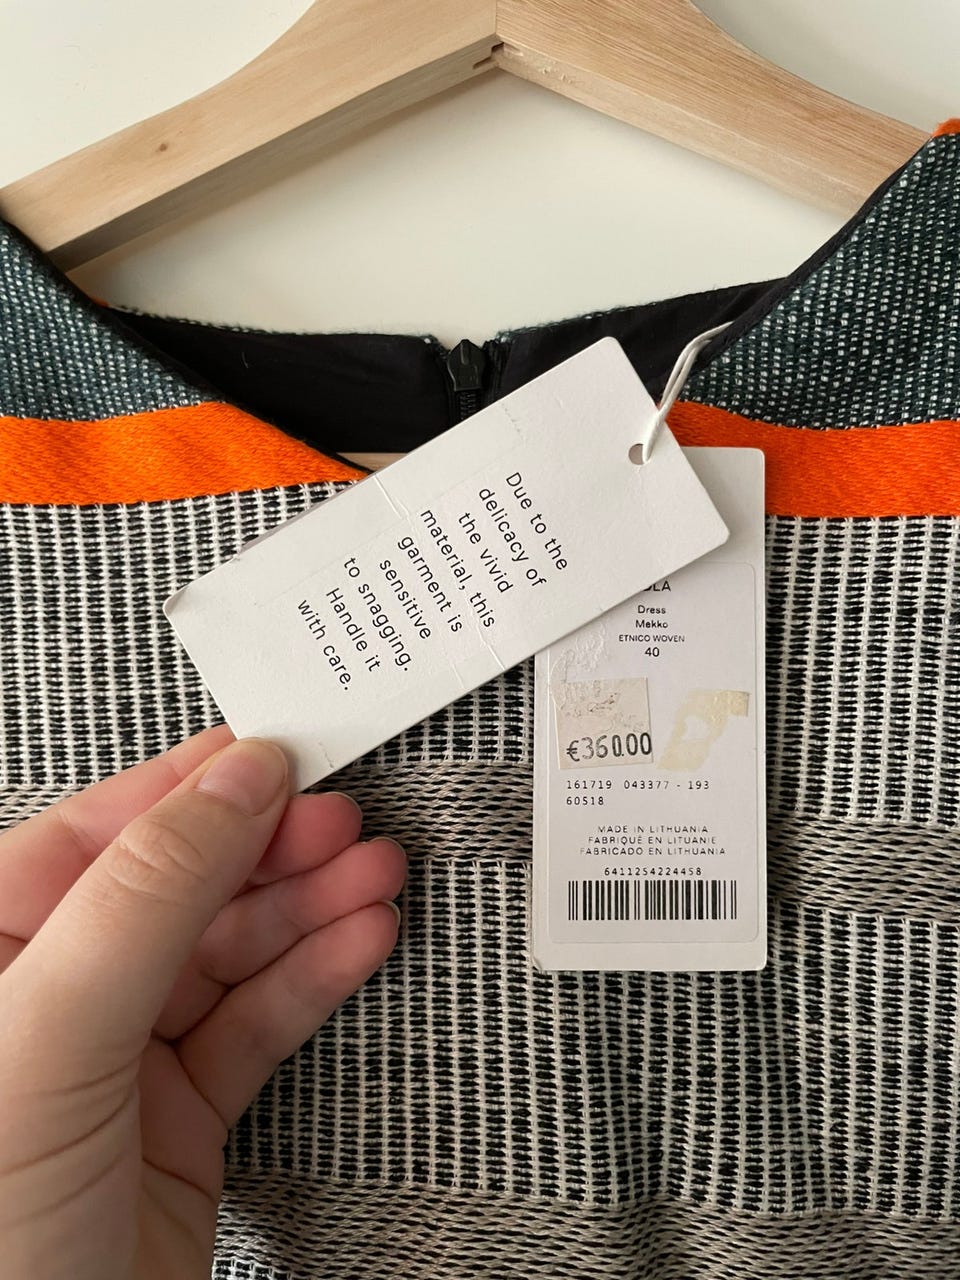 Due to the
delicacy of
the vivid
material, this
garment is
sensitive
to snagging.
Handle it
with care.
Dress
Mekko
ETNICO WOVEN
40
€360.00
161719 043377 - 193
60518
MADE IN LITHUANIA
FABRIQUÉ EN LITUANIE
FABRICADO EN LITHUANIA
6411254224458